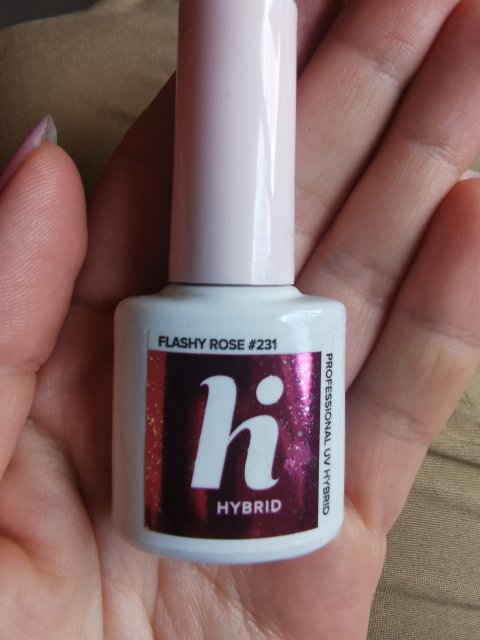 FLASHY ROSE #231
hi
HYBRID
PROFESSIONAL UV HYBRID